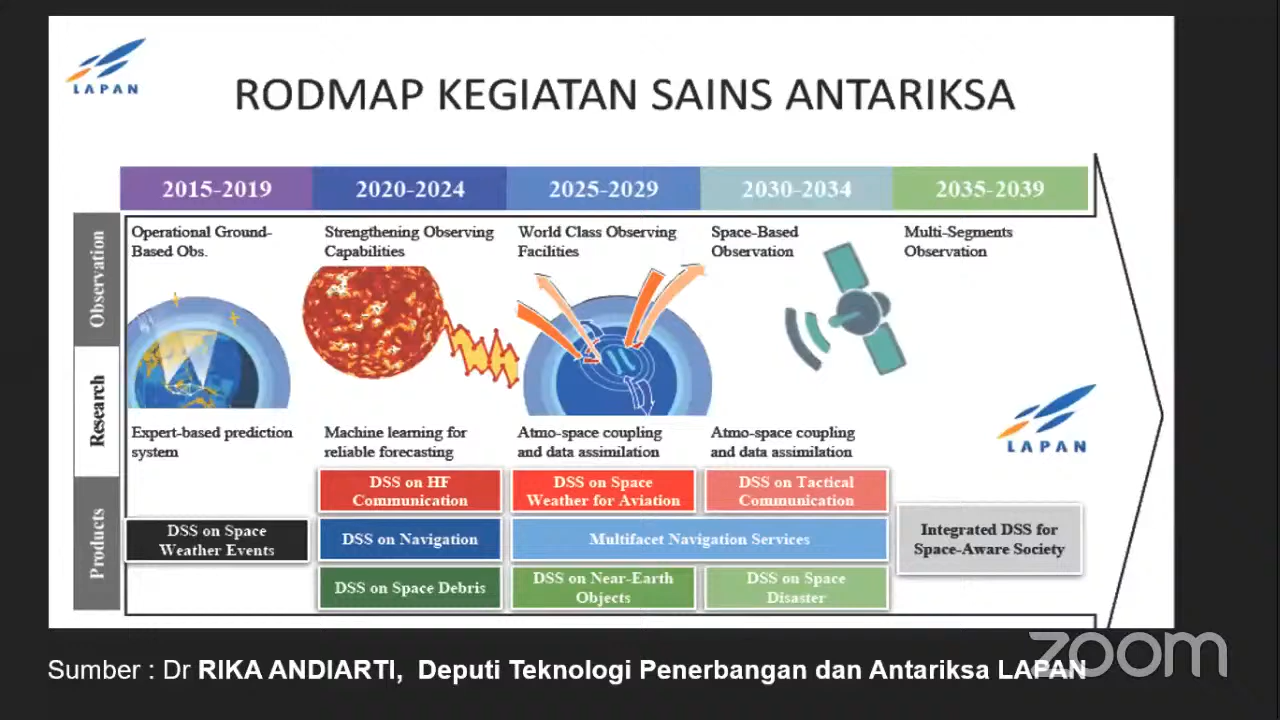 LAPAN
RODMAP KEGIATAN SAINS ANTARIKSA
2015-2019
2020-2024
2025-2029
2030-2034
2035-2039
Observation
Operational Ground-
Based Obs.
Strengthening Observing
Capabilities
World Class Observing
Facilities
Space-Based
Observation
Multi-Segments
Observation
Research
Expert-based prediction
system
Machine learning for
reliable forecasting
Atmo-space coupling
and data assimilation
Atmo-space coupling
and data assimilation
LAPAN
Products
DSS on Space
Weather Events
DSS on HF
Communication
DSS on Navigation
DSS on Space Debris
DSS on Space
Weather for Aviation
DSS on Tactical
Communication
Multifacet Navigation Services
DSS on Near-Earth
Objects
DSS on Space
Disaster
Integrated DSS for
Space-Aware Society
Sumber : Dr RIKA ANDIARTI, Deputi Teknologi Penerbangan dan Antariksa LAPAN
zoom